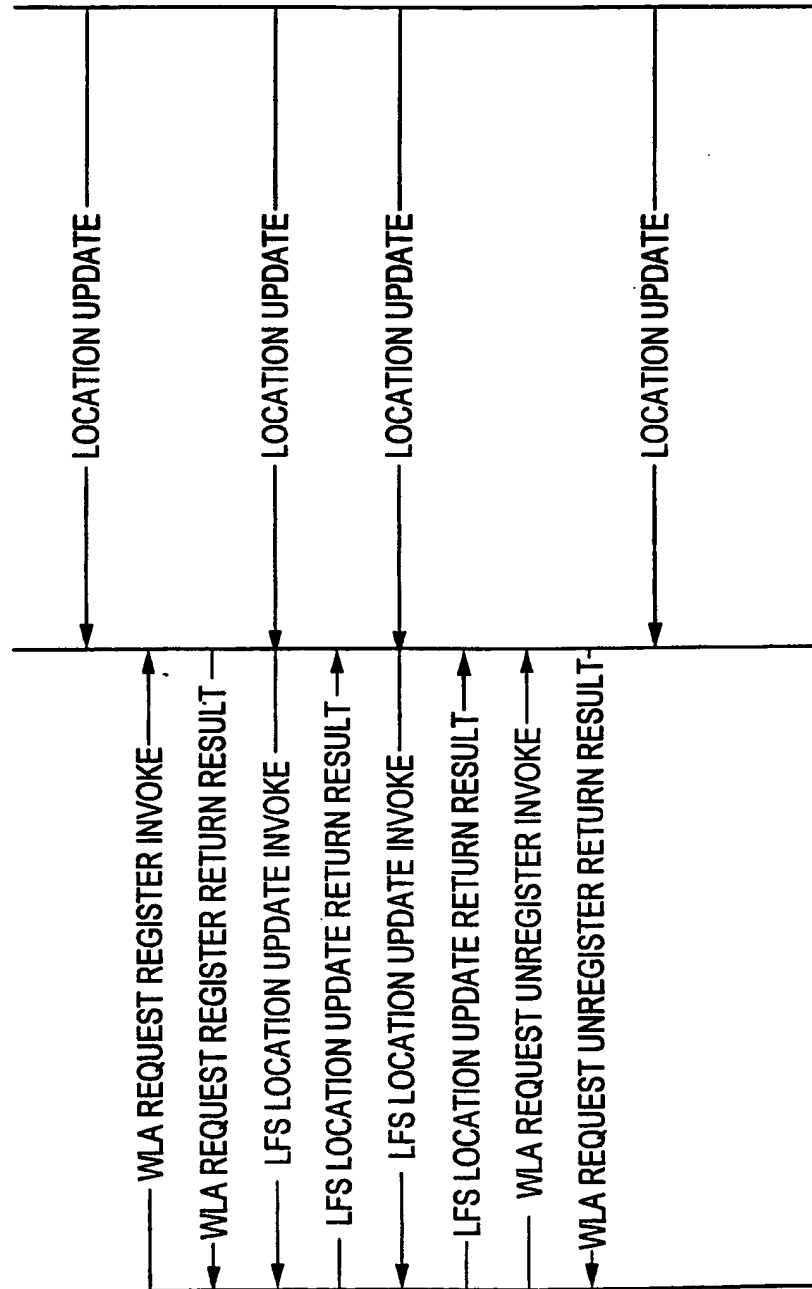 LOCATION UPDATE
WLA REQUEST REGISTER INVOKE
WLA REQUEST REGISTER RETURN RESULT
LOCATION UPDATE
LFS LOCATION UPDATE INVOKE
LFS LOCATION UPDATE RETURN RESULT
LOCATION UPDATE
LFS LOCATION UPDATE INVOKE
LFS LOCATION UPDATE RETURN RESULT
WLA REQUEST UNREGISTER INVOKE
WLA REQUEST UNREGISTER RETURN RESULT
LOCATION UPDATE